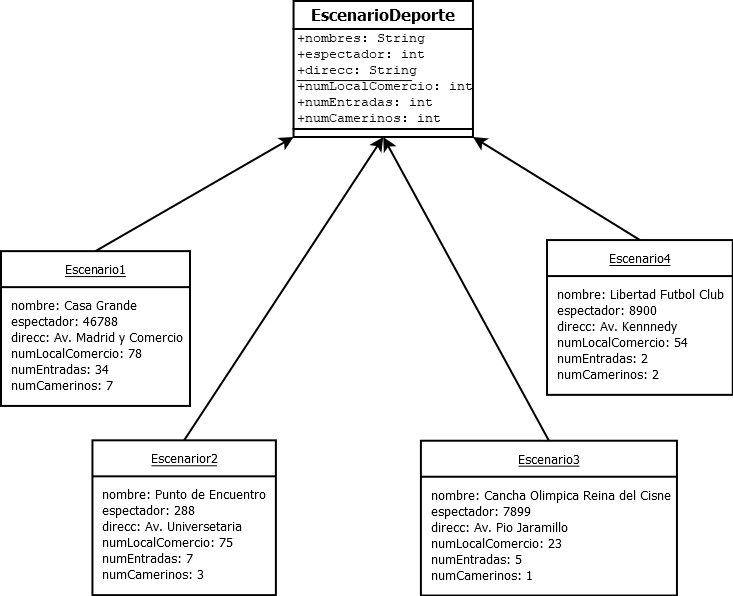 EscenarioDeporte
+nombres: String
+espectador: int
+direcc: String
+numLocalComercio: int
+numEntradas: int
+numCamerinos: int
Escenario1
nombre: Casa Grande
espectador: 46788
direcc: Av. Madrid y Comercio
numLocalComercio: 78
numEntradas: 34
numCamerinos: 7
Escenario4
nombre: Libertad Futbol Club
espectador: 8900
direcc: Av. Kennnedy
numLocalComercio: 54
numEntradas: 2
numCamerinos: 2
Escenarior2
nombre: Punto de Encuentro
espectador: 288
direcc: Av. Universetaria
numLocalComercio: 75
numEntradas: 7
numCamerinos: 3
Escenario3
nombre: Cancha Olimpica Reina del Cisne
espectador: 7899
direcc: Av. Pio Jaramillo
numLocalComercio: 23
numEntradas: 5
numCamerinos: 1